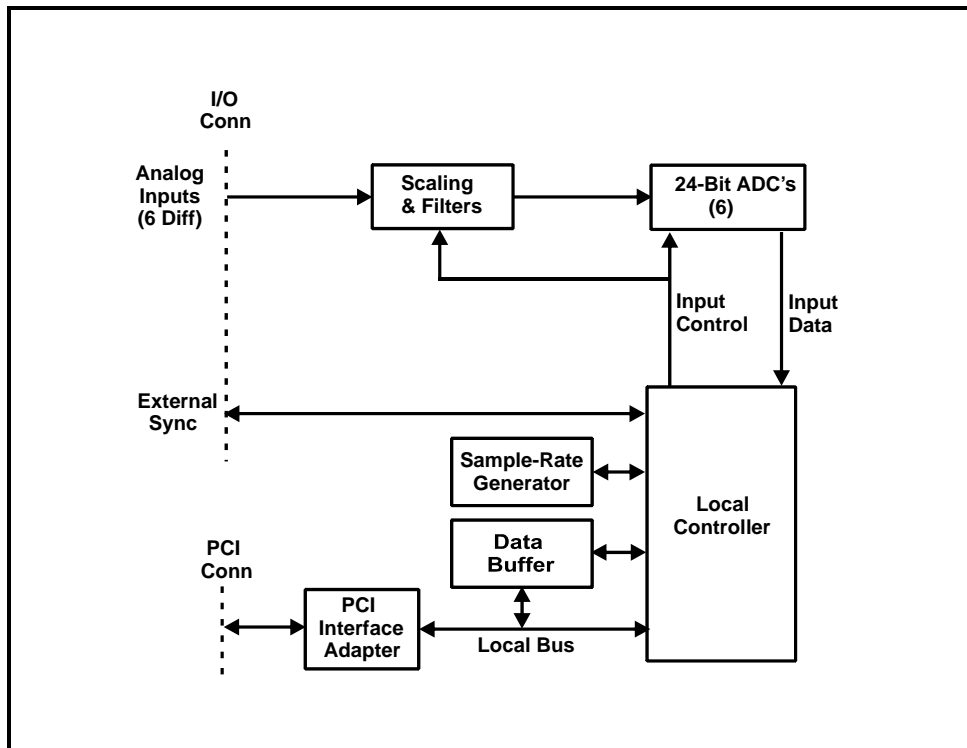 I/O
Conn
Analog
Inputs
(6 Diff)
Scaling
& Filters
24-Bit ADC's
(6)
Input
Control
Input
Data
External
Sync
Sample-Rate
Generator
Local
Controller
Data
Buffer
PCI
Conn
PCI
Interface
Adapter
Local Bus